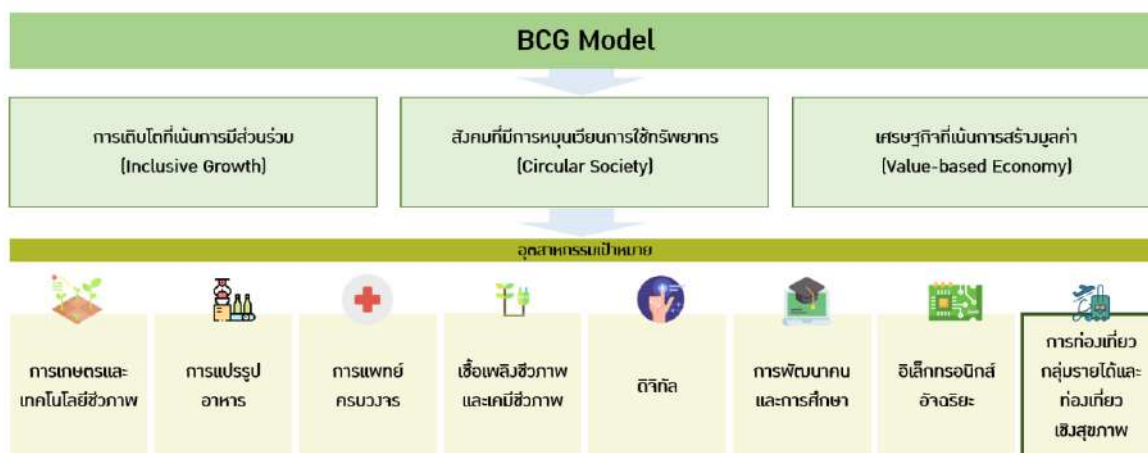 BCG Model
การเติบโตที่เน้นการมีส่วนร่วม
(Inclusive Growth)
สังคมที่มีการหมุนเวียนการใช้ทรัพยากร
(Circular Society)
เศรษฐกิจที่เน้นการสร้างมูลค่า
(Value-based Economy)
อุตสาหกรรมเป้าหมาย
การเกษตรและ
เทคโนโลยีชีวภาพ
การแปรรูป
อาหาร
การแพทย์
ครบวงจร
เชื้อเพลิงชีวภาพ
และเคมีชีวภาพ
ดิจิทัล
การพัฒนาคน
และการศึกษา
อิเล็กทรอนิกส์
อัจฉริยะ
การท่องเที่ยว
กลุ่มรายได้และ
ท่องเที่ยว
เชิงสุขภาพ